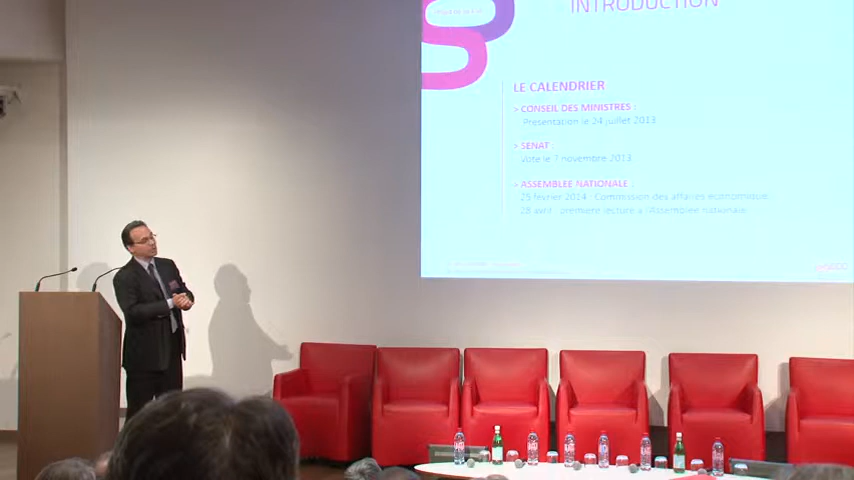 INTRODUCTION
LE CALENDRIER
> CONSEIL DES MINISTRES :
Présentation le 24 juillet 2013
> SENAT :
Vote le 7 novembre 2013
> ASSEMBLEE NATIONALE :
25 février 2014 : Commission des affaires économiques
28 avril : première lecture à l'Assemblée nationale